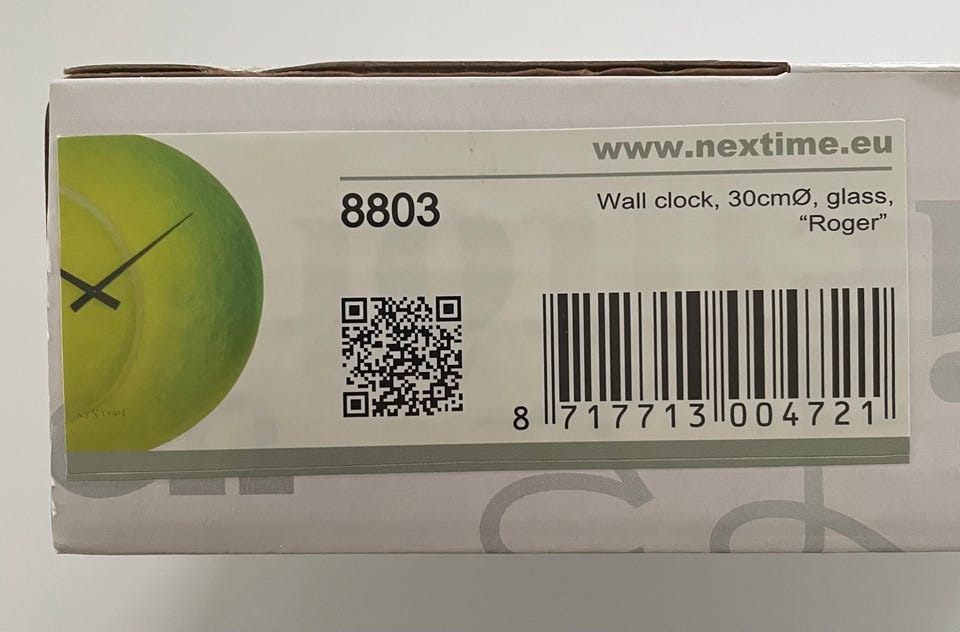 www.nextime.eu
8803
Wall clock, 30cmØ, glass,
“Roger”
NEXTIME
8 717713 004721